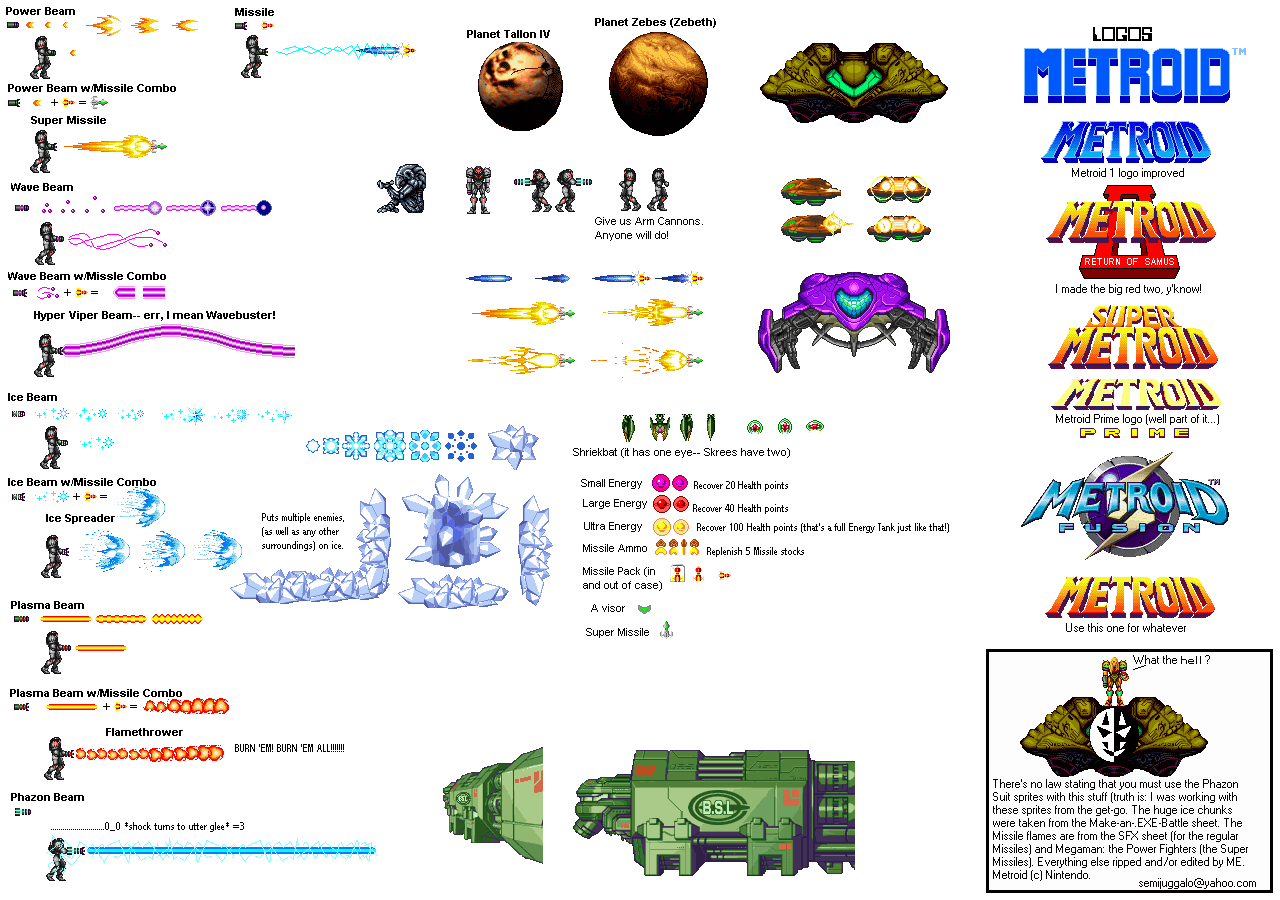 Power Beam
Missile
Power Beam w/Missile Combo
+ =
Super Missile
Wave Beam
Wave Beam w/Missle Combo
+ =
Hyper Viper Beam-- err, I mean Wavebuster!
Ice Beam
Ice Beam w/Missile Combo
+ =
Ice Spreader
Puts multiple enemies,
(as well as any other
surroundings) on ice.
Plasma Beam
Plasma Beam w/Missile Combo
+ =
Flamethrower
BURN 'EM! BURN 'EM ALL!!!!!!!
Phazon Beam
...........................0_0 *shock turns to utter glee* =3
Planet Tallon IV
Planet Zebes (Zebeth)
Give us Arm Cannons.
Anyone will do!
Shriekbat (it has one eye-- Skrees have two)
Small Energy Recover 20 Health points
Large Energy Recover 40 Health points
Ultra Energy Recover 100 Health points (that's a full Energy Tank just like that!)
Missile Ammo Replenish 5 Missile stocks
Missile Pack (in
and out of case)
A visor
Super Missile
B.S.L
LOGOS
METROID™
METROID
Metroid 1 logo improved
II
METROID
RETURN OF SAMUS
I made the big red two, y'know!
SUPER
METROID
METROID
Metroid Prime logo (well part of it...)
PRIME
METROID™
FUSION
METROID
Use this one for whatever
What the hell ?
There's no law stating that you must use the Phazon
Suit sprites with this stuff (truth is: I was working with
these sprites from the get-go. The huge ice chunks
were taken from the Make-an-.EXE-Battle sheet. The
Missile flames are from the SFX sheet (for the regular
Missiles) and Megaman: the Power Fighters (the Super
Missiles). Everything else ripped and/or edited by ME.
Metroid (c) Nintendo.
semijuggalo@yahoo.com